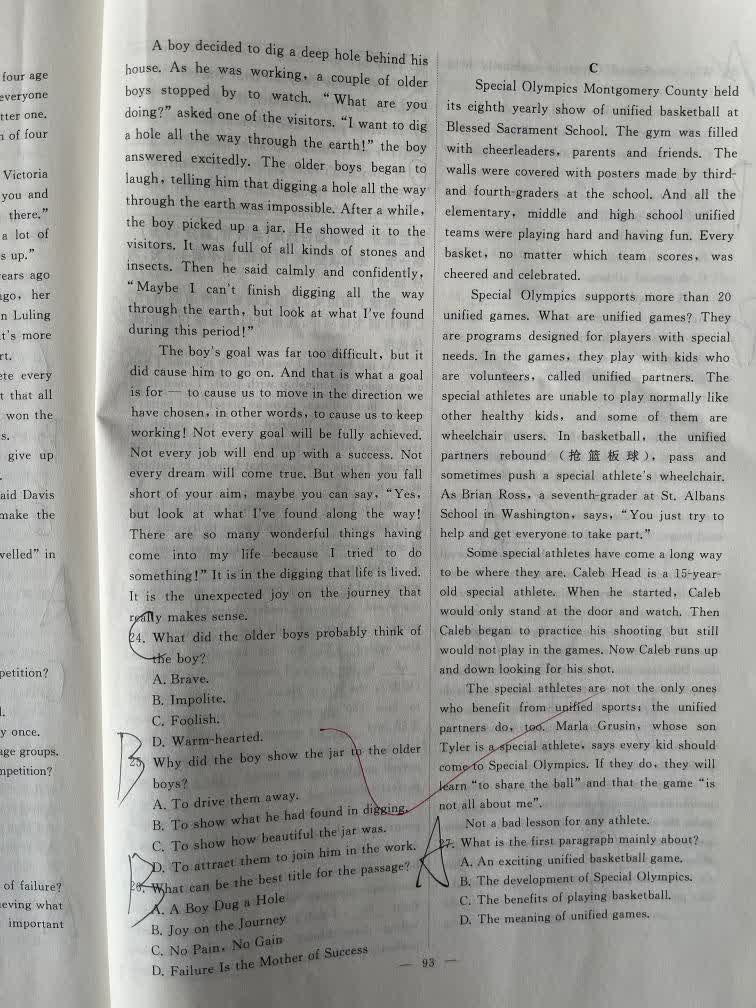 four age
everyone
tter one.
n of four
Victoria
you and
there."
a lot of
s up."
ears ago
ago, her
n Luling
it's more
rt.
ete every
t that all
won the
s.
give up
aid Davis
make the
velled" in
petition?
l.
y once.
age groups.
mpetition?
of failure?
ieving what
important
A boy decided to dig a deep hole behind his
house. As he was working, a couple of older
boys stopped by to watch. "What are you
doing?" asked one of the visitors. "I want to dig
a hole all the way through the earth!" the boy
answered excitedly. The older boys began to
laugh, telling him that digging a hole all the way
through the earth was impossible. After a while,
the boy picked up a jar. He showed it to the
visitors. It was full of all kinds of stones and
insects. Then he said calmly and confidently,
"Maybe I can't finish digging all the way
through the earth, but look at what I've found
during this period!"
The boy's goal was far too difficult, but it
did cause him to go on. And that is what a goal
is for — to cause us to move in the direction we
have chosen, in other words, to cause us to keep
working! Not every goal will be fully achieved.
Not every job will end up with a success. Not
every dream will come true. But when you fall
short of your aim, maybe you can say, "Yes,
but look at what I've found along the way!
There are so many wonderful things having
come into my life because I tried to do
something!" It is in the digging that life is lived.
It is the unexpected joy on the journey that
really makes sense.
C
24. What did the older boys probably think of
the boy?
A. Brave.
B. Impolite.
C. Foolish.
D. Warm-hearted.
B
25. Why did the boy show the jar to the older
boys?
A. To drive them away.
B. To show what he had found in digging.
C. To show how beautiful the jar was.
D. To attract them to join him in the work.
B
26. What can be the best title for the passage?
A. A Boy Dug a Hole
B. Joy on the Journey
C. No Pain, No Gain
D. Failure Is the Mother of Success
C
Special Olympics Montgomery County held
its eighth yearly show of unified basketball at
Blessed Sacrament School. The gym was filled
with cheerleaders, parents and friends. The
walls were covered with posters made by third-
and fourth-graders at the school. And all the
elementary, middle and high school unified
teams were playing hard and having fun. Every
basket, no matter which team scores, was
cheered and celebrated.
Special Olympics supports more than 20
unified games. What are unified games? They
are programs designed for players with special
needs. In the games, they play with kids who
are volunteers, called unified partners. The
special athletes are unable to play normally like
other healthy kids, and some of them are
wheelchair users. In basketball, the unified
partners rebound (抢篮板球), pass and
sometimes push a special athlete's wheelchair.
As Brian Ross, a seventh-grader at St. Albans
School in Washington, says, "You just try to
help and get everyone to take part."
Some special athletes have come a long way
to be where they are. Caleb Head is a 15-year-
old special athlete. When he started, Caleb
would only stand at the door and watch. Then
Caleb began to practice his shooting but still
would not play in the games. Now Caleb runs up
and down looking for his shot.
The special athletes are not the only ones
who benefit from unified sports; the unified
partners do, too. Marla Grusin, whose son
Tyler is a special athlete, says every kid should
come to Special Olympics. If they do, they will
learn "to share the ball" and that the game "is
not all about me".
Not a bad lesson for any athlete.
A
27. What is the first paragraph mainly about?
A. An exciting unified basketball game.
B. The development of Special Olympics.
C. The benefits of playing basketball.
D. The meaning of unified games.
— 93 —